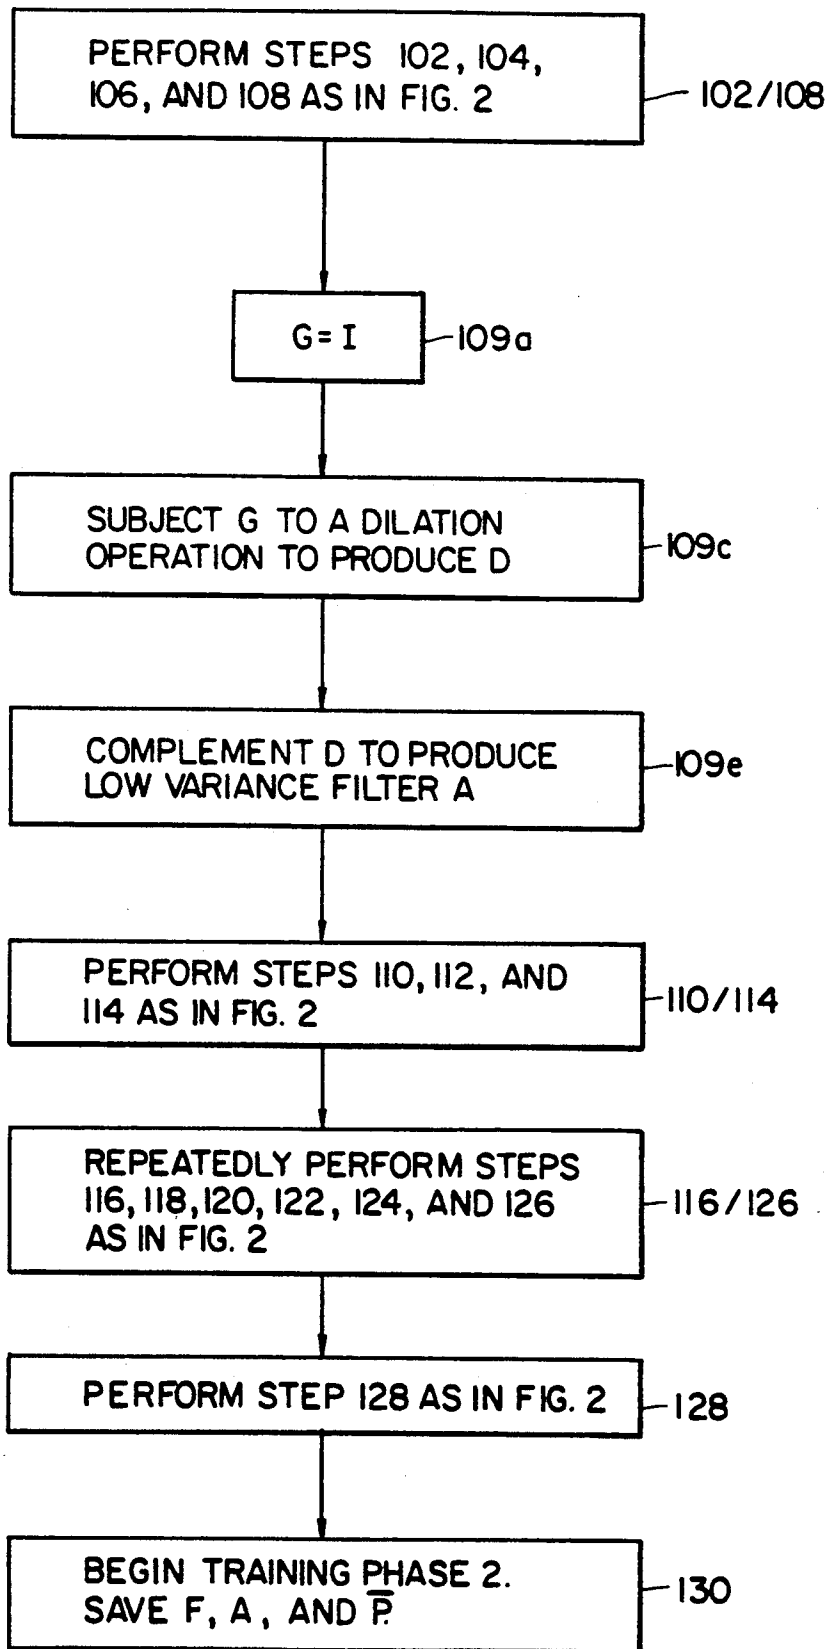 PERFORM STEPS 102, 104,
106, AND 108 AS IN FIG. 2
102/108
G=I
109a
SUBJECT G TO A DILATION
OPERATION TO PRODUCE D
109c
COMPLEMENT D TO PRODUCE
LOW VARIANCE FILTER A
109e
PERFORM STEPS 110, 112, AND
114 AS IN FIG. 2
110/114
REPEATEDLY PERFORM STEPS
116, 118, 120, 122, 124, AND 126
AS IN FIG. 2
116/126
PERFORM STEP 128 AS IN FIG. 2
128
BEGIN TRAINING PHASE 2.
SAVE F, A, AND P̅.
130